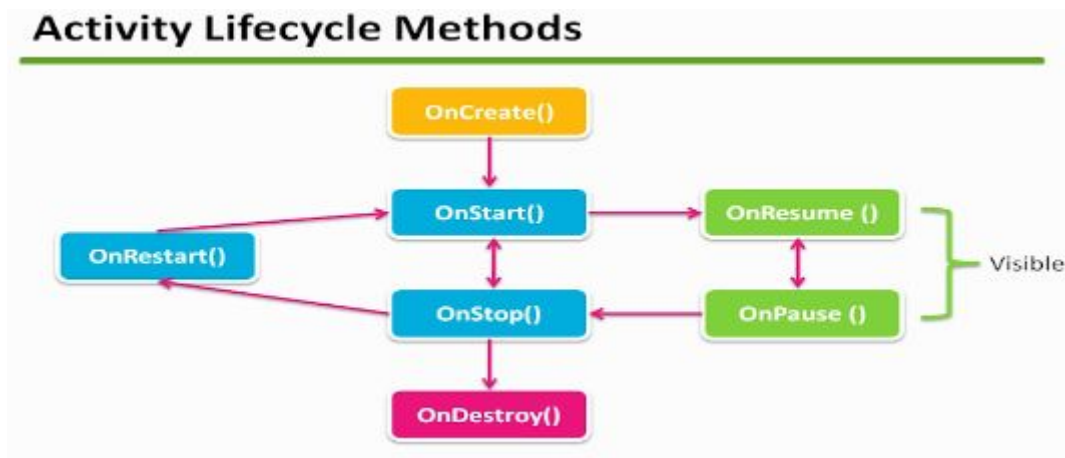 Activity Lifecycle Methods
OnCreate()
OnStart()
OnResume ()
OnRestart()
Visible
OnStop()
OnPause ()
OnDestroy()